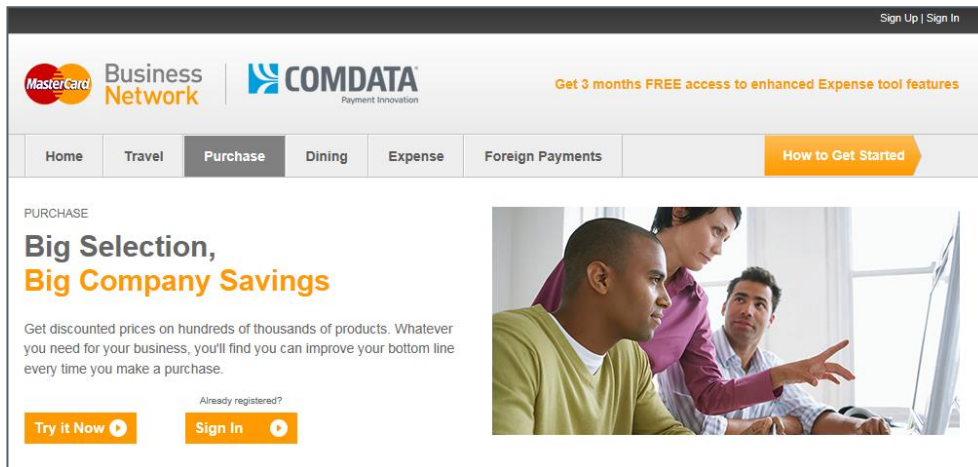 Sign Up | Sign In
MasterCard
Business
Network
COMDATA
Payment Innovation
Get 3 months FREE access to enhanced Expense tool features
Home Travel Purchase Dining Expense Foreign Payments How to Get Started
PURCHASE
Big Selection,
Big Company Savings
Get discounted prices on hundreds of thousands of products. Whatever
you need for your business, you'll find you can improve your bottom line
every time you make a purchase.
Already registered?
Try it Now Sign In